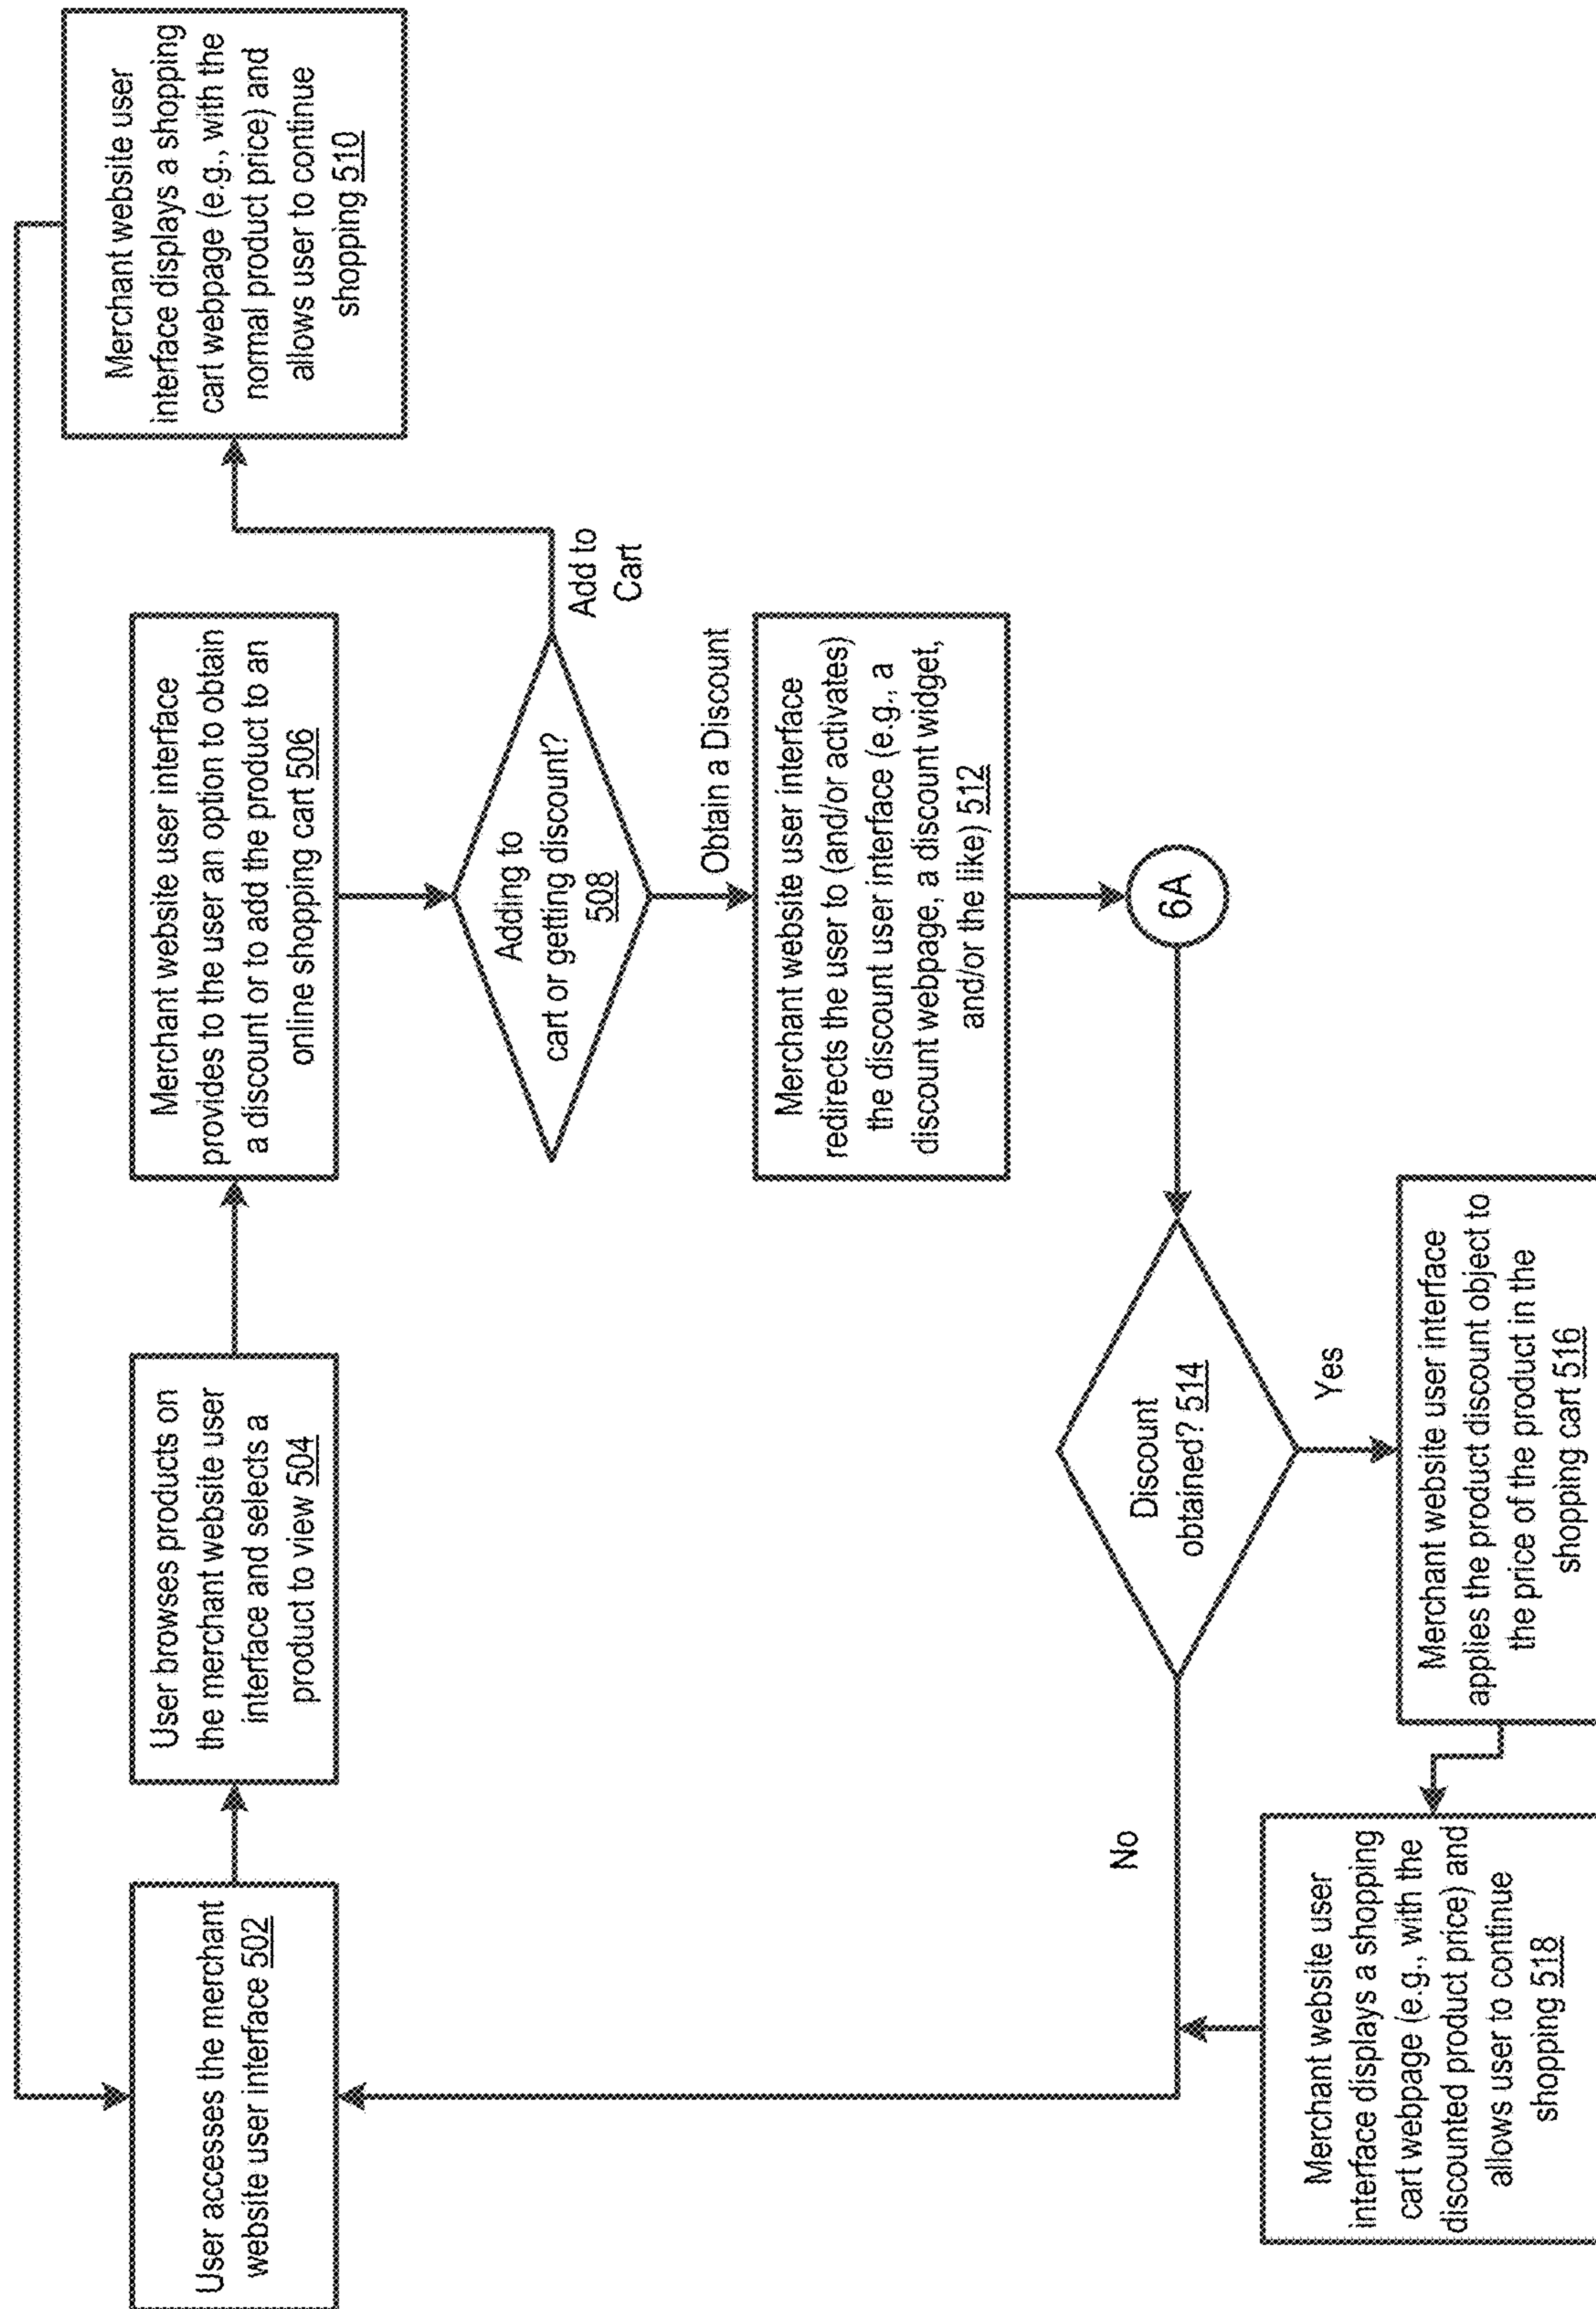 User accesses the merchant
website user interface 502
User browses products on
the merchant website user
interface and selects a
product to view 504
Merchant website user interface
provides to the user an option to obtain
a discount or to add the product to an
online shopping cart 506
Adding to
cart or getting discount?
508
Add to
Cart
Merchant website user
interface displays a shopping
cart webpage (e.g., with the
normal product price) and
allows user to continue
shopping 510
Obtain a Discount
Merchant website user interface
redirects the user to (and/or activates)
the discount user interface (e.g., a
discount webpage, a discount widget,
and/or the like) 512
6A
Discount
obtained? 514
No
Yes
Merchant website user interface
applies the product discount object to
the price of the product in the
shopping cart 516
Merchant website user
interface displays a shopping
cart webpage (e.g., with the
discounted product price) and
allows user to continue
shopping 518